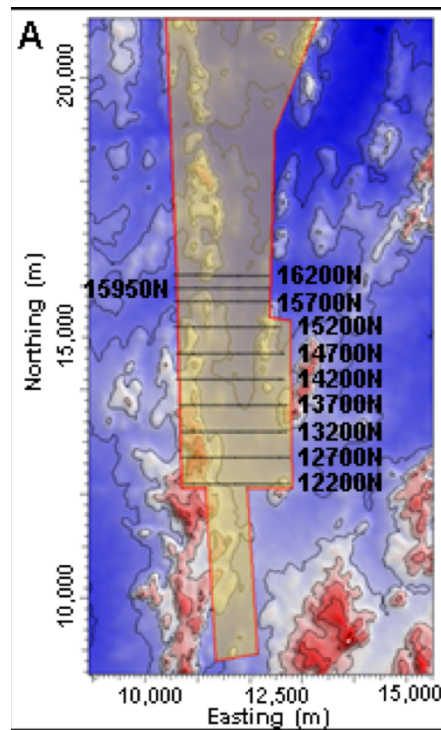 A
20,000
16200N
15950N
15700N
15,000
15200N
14700N
14200N
13700N
13200N
12700N
12200N
10,000
Northing (m)
10,000 12,500 15,000
Easting (m)